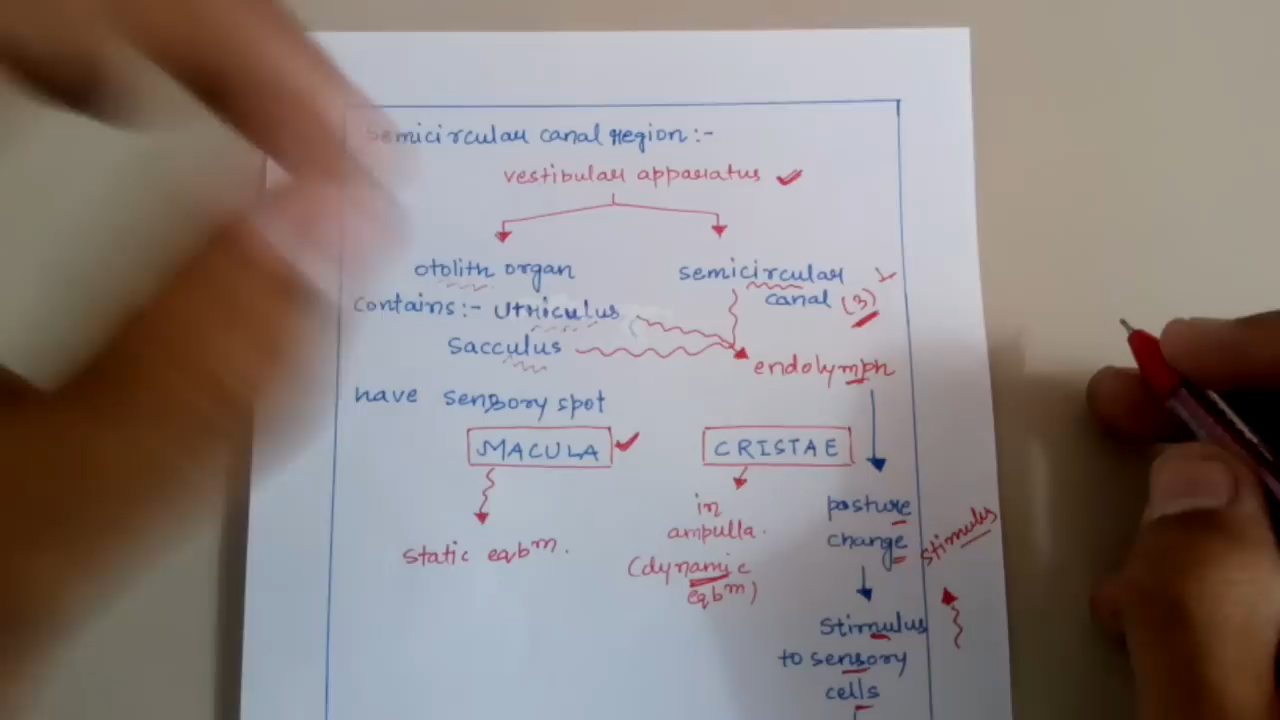 Semicircular canal region:-
vestibular apparatus
otolith organ
semicircular
canal (3)
contains:- utriculus
sacculus
endolymph
have sensory spot
MACULA
CRISTAE
static eqbm.
in
ampulla.
(dynamic
eqbm)
posture
change
stimulus
stimulus
to sensory
cells